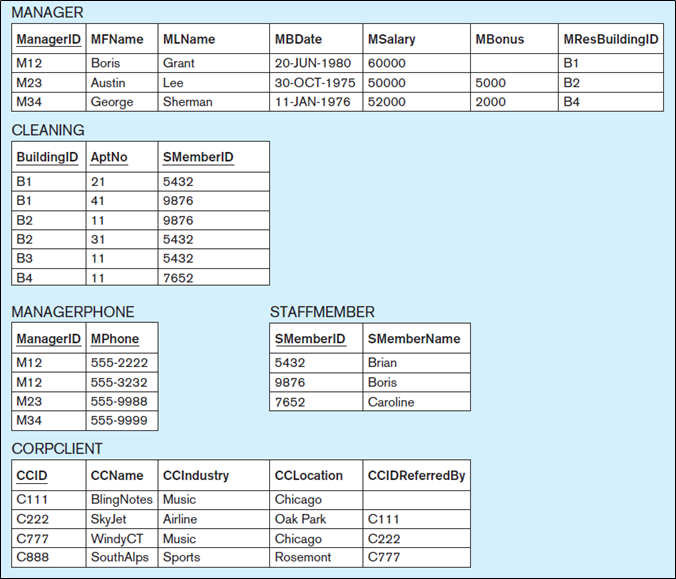 MANAGER
ManagerID MFName MLName MBDate MSalary MBonus MResBuildingID
M12 Boris Grant 20-JUN-1980 60000 B1
M23 Austin Lee 30-OCT-1975 50000 5000 B2
M34 George Sherman 11-JAN-1976 52000 2000 B4
CLEANING
BuildingID AptNo SMemberID
B1 21 5432
B1 41 9876
B2 11 9876
B2 31 5432
B3 11 5432
B4 11 7652
MANAGERPHONE
ManagerID MPhone
M12 555-2222
M12 555-3232
M23 555-9988
M34 555-9999
STAFFMEMBER
SMemberID SMemberName
5432 Brian
9876 Boris
7652 Caroline
CORPCLIENT
CCID CCName CCIndustry CCLocation CCIDReferredBy
C111 BlingNotes Music Chicago
C222 SkyJet Airline Oak Park C111
C777 WindyCT Music Chicago C222
C888 SouthAlps Sports Rosemont C777